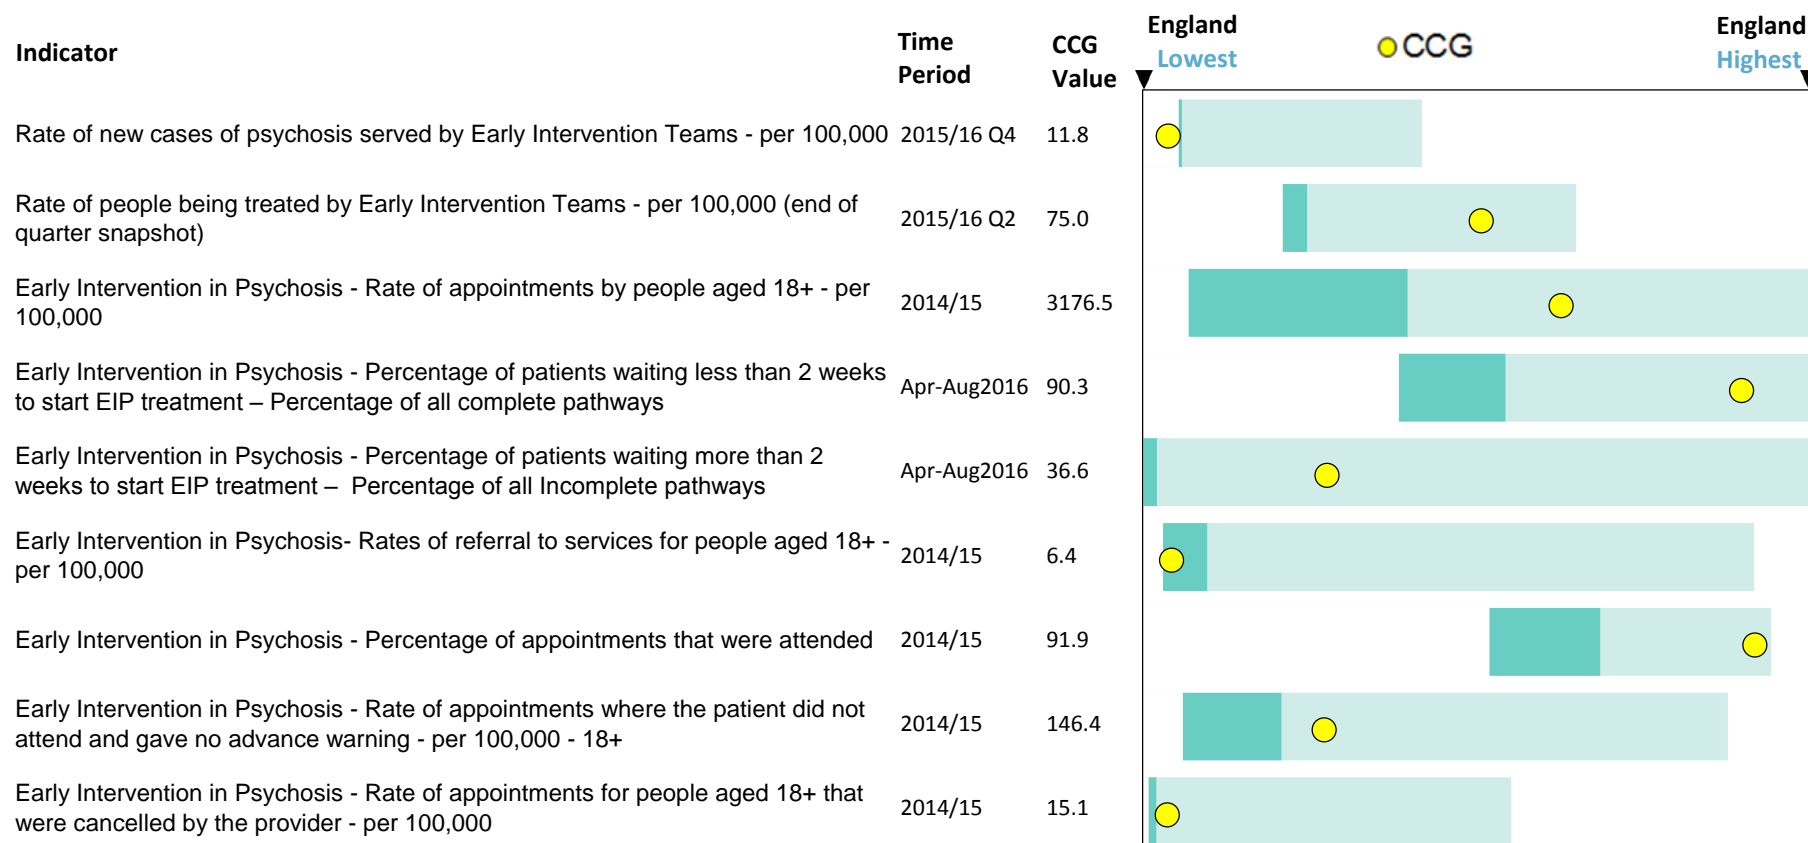 Indicator
Time
Period
CCG
Value
England
Lowest
CCG
England
Highest
Rate of new cases of psychosis served by Early Intervention Teams - per 100,000 2015/16 Q4 11.8
Rate of people being treated by Early Intervention Teams - per 100,000 (end of
quarter snapshot)
2015/16 Q2 75.0
Early Intervention in Psychosis - Rate of appointments by people aged 18+ - per
100,000
2014/15 3176.5
Early Intervention in Psychosis - Percentage of patients waiting less than 2 weeks
to start EIP treatment – Percentage of all complete pathways
Apr-Aug2016 90.3
Early Intervention in Psychosis - Percentage of patients waiting more than 2
weeks to start EIP treatment – Percentage of all Incomplete pathways
Apr-Aug2016 36.6
Early Intervention in Psychosis- Rates of referral to services for people aged 18+ -
per 100,000
2014/15 6.4
Early Intervention in Psychosis - Percentage of appointments that were attended 2014/15 91.9
Early Intervention in Psychosis - Rate of appointments where the patient did not
attend and gave no advance warning - per 100,000 - 18+
2014/15 146.4
Early Intervention in Psychosis - Rate of appointments for people aged 18+ that
were cancelled by the provider - per 100,000
2014/15 15.1